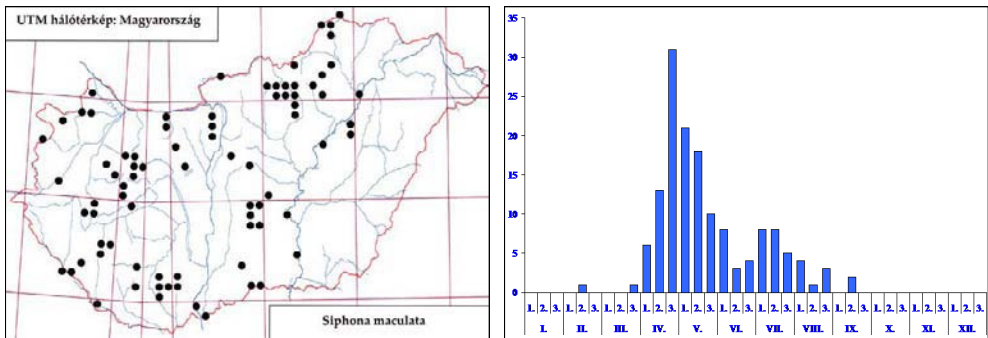 UTM hálótérkép: Magyarország
Siphona maculata
35
30
25
20
15
10
5
0
1. 2. 3. 1. 2. 3. 1. 2. 3. 1. 2. 3. 1. 2. 3. 1. 2. 3. 1. 2. 3. 1. 2. 3. 1. 2. 3. 1. 2. 3. 1. 2. 3. 1. 2. 3.
I. II. III. IV. V. VI. VII. VIII. IX. X. XI. XII.